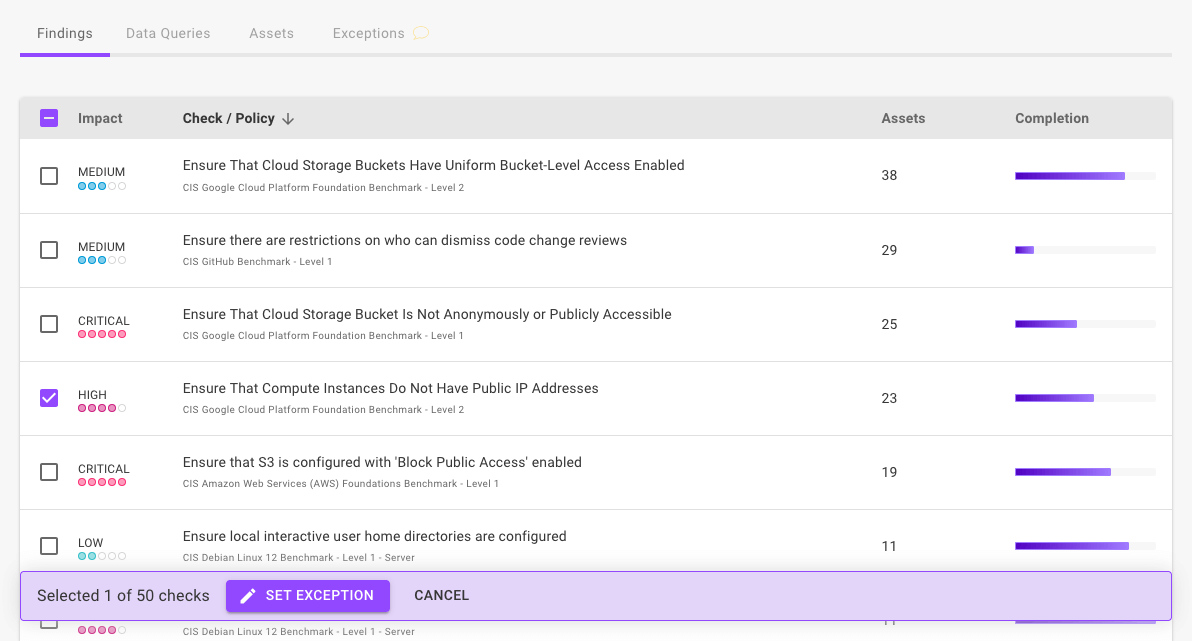 Findings Data Queries Assets Exceptions
Impact Check / Policy Assets Completion
MEDIUM Ensure That Cloud Storage Buckets Have Uniform Bucket-Level Access Enabled 38
CIS Google Cloud Platform Foundation Benchmark - Level 2
MEDIUM Ensure there are restrictions on who can dismiss code change reviews 29
CIS GitHub Benchmark - Level 1
CRITICAL Ensure That Cloud Storage Bucket Is Not Anonymously or Publicly Accessible 25
CIS Google Cloud Platform Foundation Benchmark - Level 1
HIGH Ensure That Compute Instances Do Not Have Public IP Addresses 23
CIS Google Cloud Platform Foundation Benchmark - Level 2
CRITICAL Ensure that S3 is configured with 'Block Public Access' enabled 19
CIS Amazon Web Services (AWS) Foundations Benchmark - Level 1
LOW Ensure local interactive user home directories are configured 11
CIS Debian Linux 12 Benchmark - Level 1 - Server
Selected 1 of 50 checks SET EXCEPTION CANCEL
CIS Debian Linux 12 Benchmark - Level 1 - Server